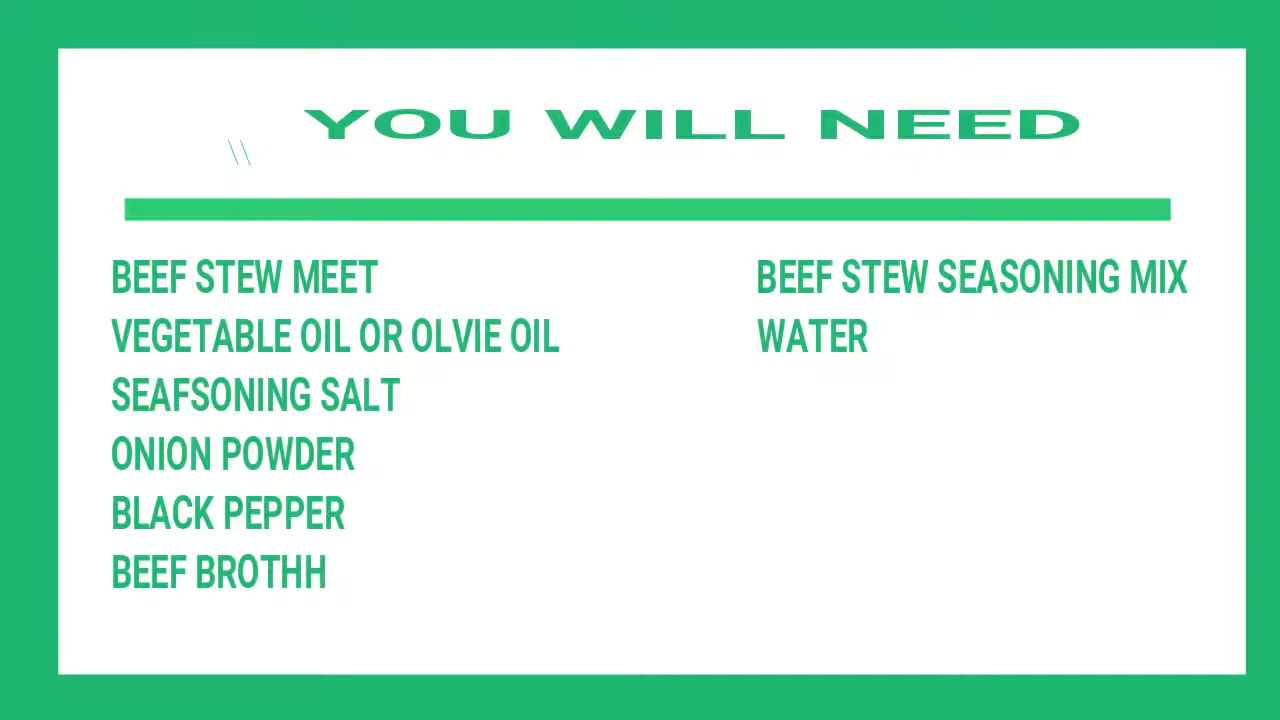 YOU WILL NEED
\\
BEEF STEW MEET
VEGETABLE OIL OR OLVIE OIL
SEAFSONING SALT
ONION POWDER
BLACK PEPPER
BEEF BROTHH
BEEF STEW SEASONING MIX
WATER